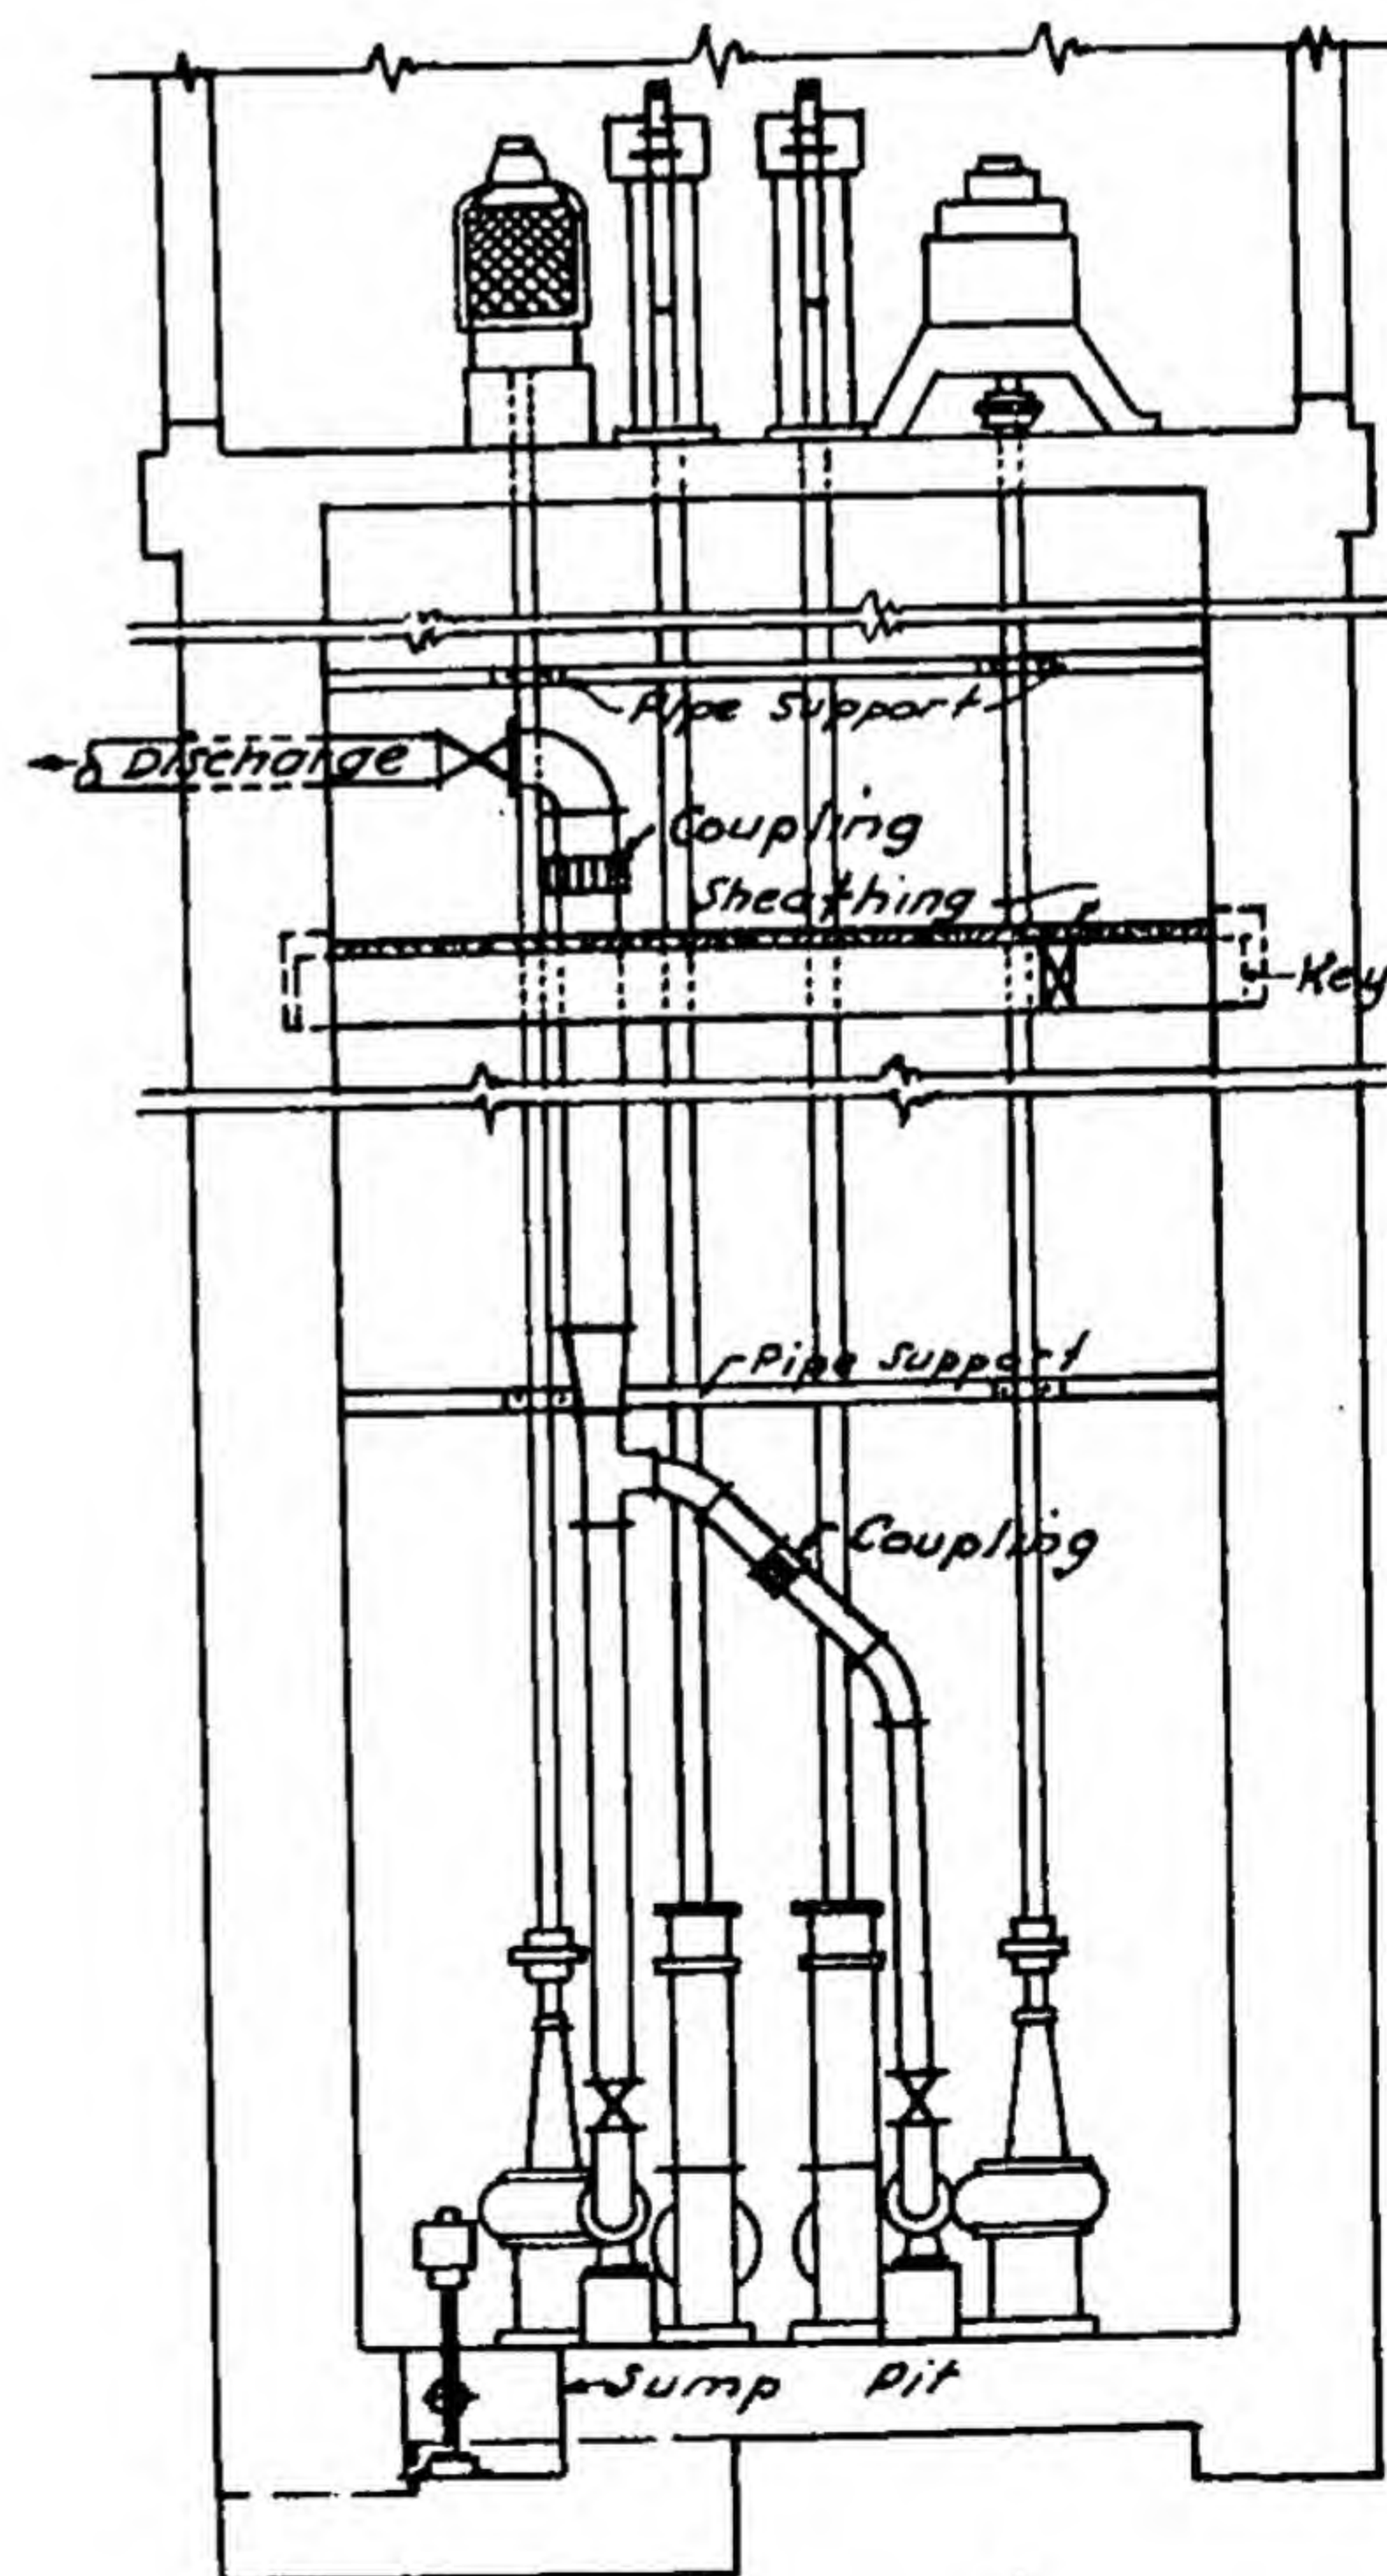 Pipe Support
Discharge
Coupling
Sheathing
Key
Pipe Support
Coupling
Sump Pit